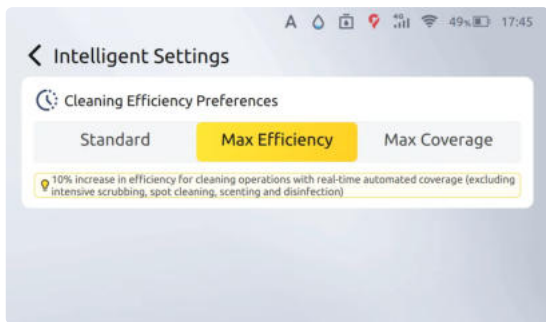 A 4G 49% 17:45
Intelligent Settings
Cleaning Efficiency Preferences
Standard Max Efficiency Max Coverage
10% increase in efficiency for cleaning operations with real-time automated coverage (excluding
intensive scrubbing, spot cleaning, scenting and disinfection)